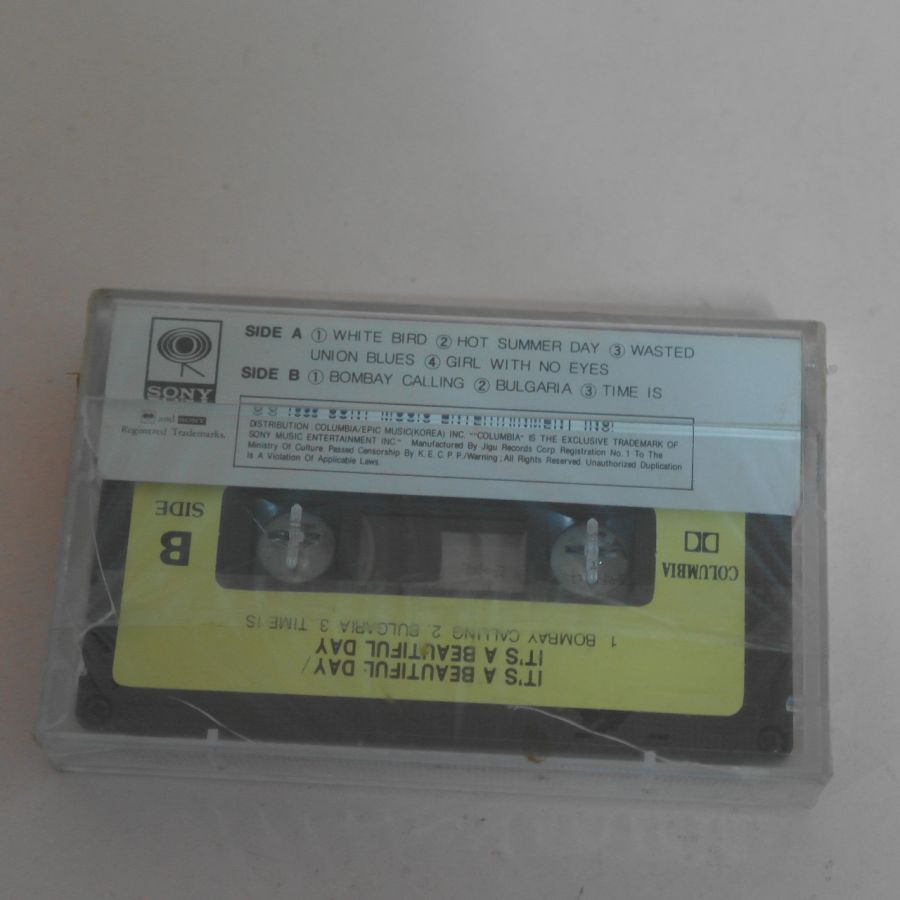 SIDE A ① WHITE BIRD ② HOT SUMMER DAY ③ WASTED
UNION BLUES ④ GIRL WITH NO EYES
SIDE B ① BOMBAY CALLING ② BULGARIA ③ TIME IS
SONY
and SONY
Registered Trademarks.
DISTRIBUTION : COLUMBIA/EPIC MUSIC(KOREA) INC. "COLUMBIA" IS THE EXCLUSIVE TRADEMARK OF
SONY MUSIC ENTERTAINMENT INC." Manufactured By Jigu Records Corp. Registration No. 1 To The
Ministry Of Culture. Passed Censorship By K. E. C. P. P./Warning ; All Rights Reserved. Unauthorized Duplication
Is A Violation Of Applicable Laws.
IT'S A BEAUTIFUL DAY/
IT'S A BEAUTIFUL DAY
1. BOMBAY CALLING 2. BULGARIA 3. TIME IS
COLUMBIA
B
SIDE